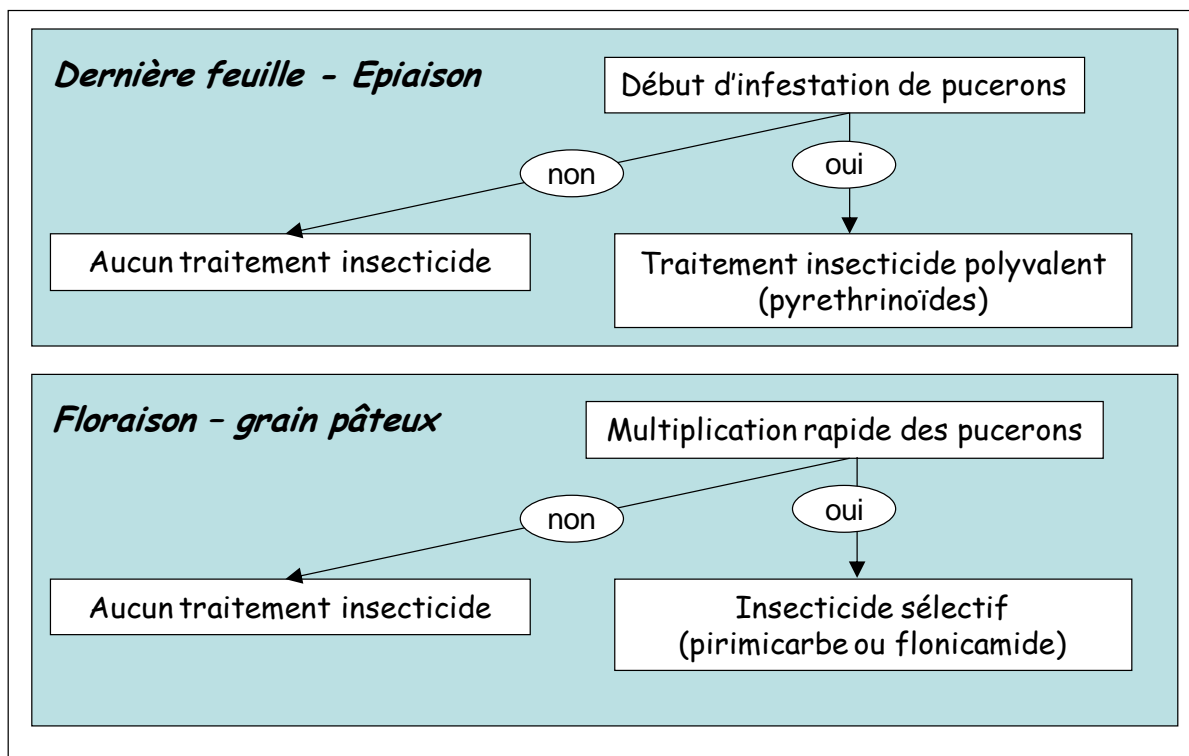 Dernière feuille - Epiaison
Début d'infestation de pucerons
non
oui
Aucun traitement insecticide
Traitement insecticide polyvalent
(pyrethrinoïdes)
Floraison – grain pâteux
Multiplication rapide des pucerons
non
oui
Aucun traitement insecticide
Insecticide sélectif
(pirimicarbe ou flonicamide)